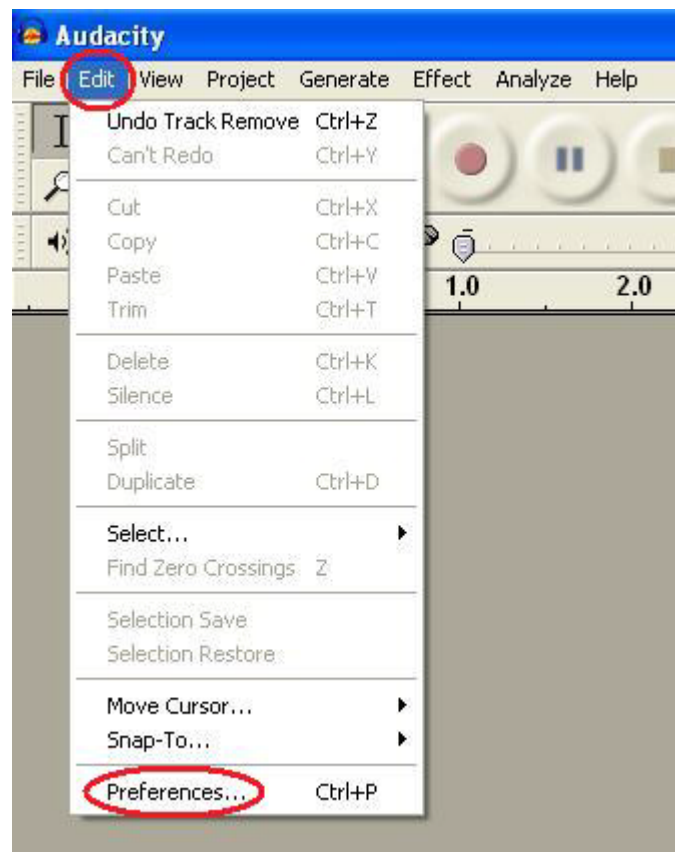 Audacity
File Edit View Project Generate Effect Analyze Help
Undo Track Remove Ctrl+Z
Can't Redo Ctrl+Y
Cut Ctrl+X
Copy Ctrl+C
Paste Ctrl+V
Trim Ctrl+T
Delete Ctrl+K
Silence Ctrl+L
Split
Duplicate Ctrl+D
Select...
Find Zero Crossings Z
Selection Save
Selection Restore
Move Cursor...
Snap-To...
Preferences... Ctrl+P
1.0 2.0